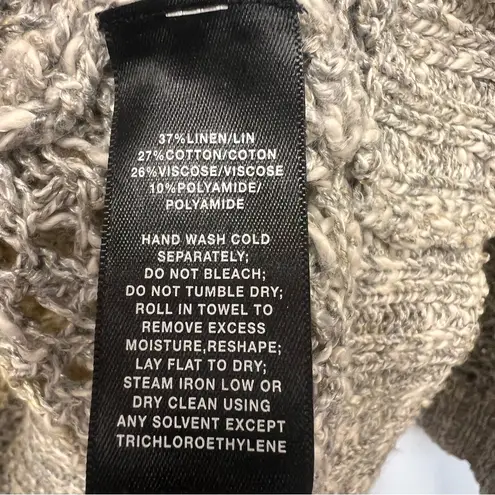 37%LINEN/LIN
27%COTTON/COTON
26%VISCOSE/VISCOSE
10%POLYAMIDE/
POLYAMIDE
HAND WASH COLD
SEPARATELY;
DO NOT BLEACH;
DO NOT TUMBLE DRY;
ROLL IN TOWEL TO
REMOVE EXCESS
MOISTURE,RESHAPE;
LAY FLAT TO DRY;
STEAM IRON LOW OR
DRY CLEAN USING
ANY SOLVENT EXCEPT
TRICHLOROETHYLENE